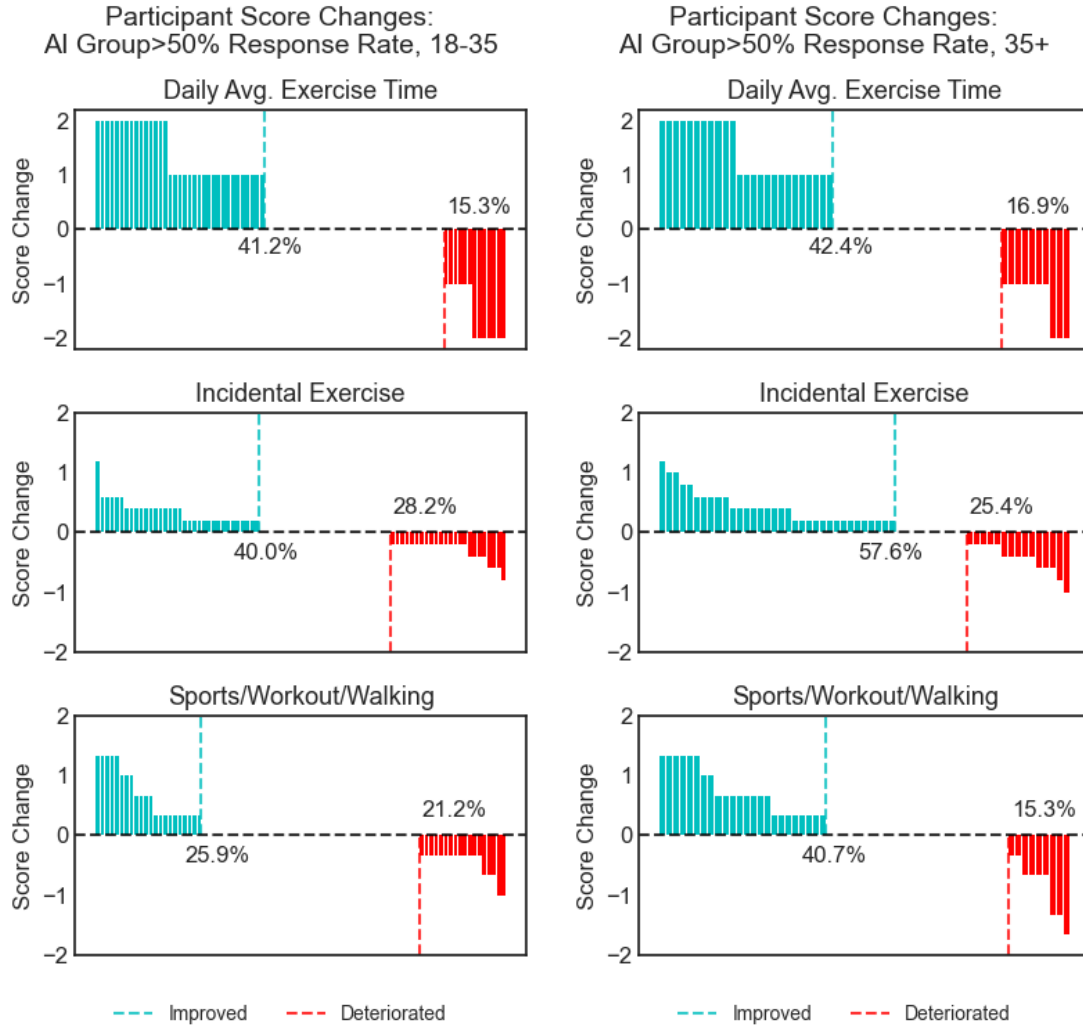 Participant Score Changes:
AI Group>50% Response Rate, 18-35
Participant Score Changes:
AI Group>50% Response Rate, 35+
Daily Avg. Exercise Time
Score Change
2
1
0
−1
−2
41.2%
15.3%
Daily Avg. Exercise Time
Score Change
2
1
0
−1
−2
42.4%
16.9%
Incidental Exercise
Score Change
2
1
0
−1
−2
40.0%
28.2%
Incidental Exercise
Score Change
2
1
0
−1
−2
57.6%
25.4%
Sports/Workout/Walking
Score Change
2
1
0
−1
−2
25.9%
21.2%
Sports/Workout/Walking
Score Change
2
1
0
−1
−2
40.7%
15.3%
Improved
Deteriorated
Improved
Deteriorated